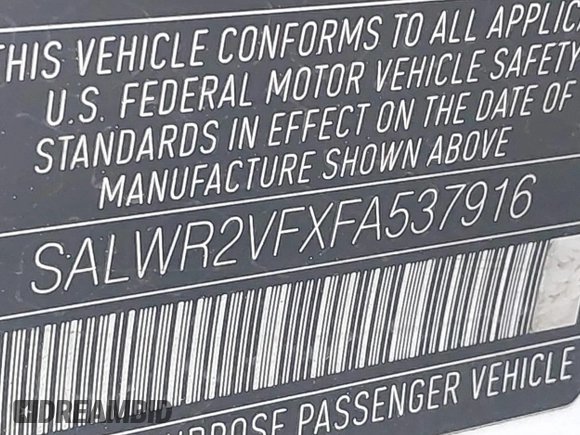 THIS VEHICLE CONFORMS TO ALL APPLIC
U.S. FEDERAL MOTOR VEHICLE SAFETY
STANDARDS IN EFFECT ON THE DATE OF
MANUFACTURE SHOWN ABOVE
SALWR2VFXFA537916
PASSENGER VEHICLE
DREAMBID